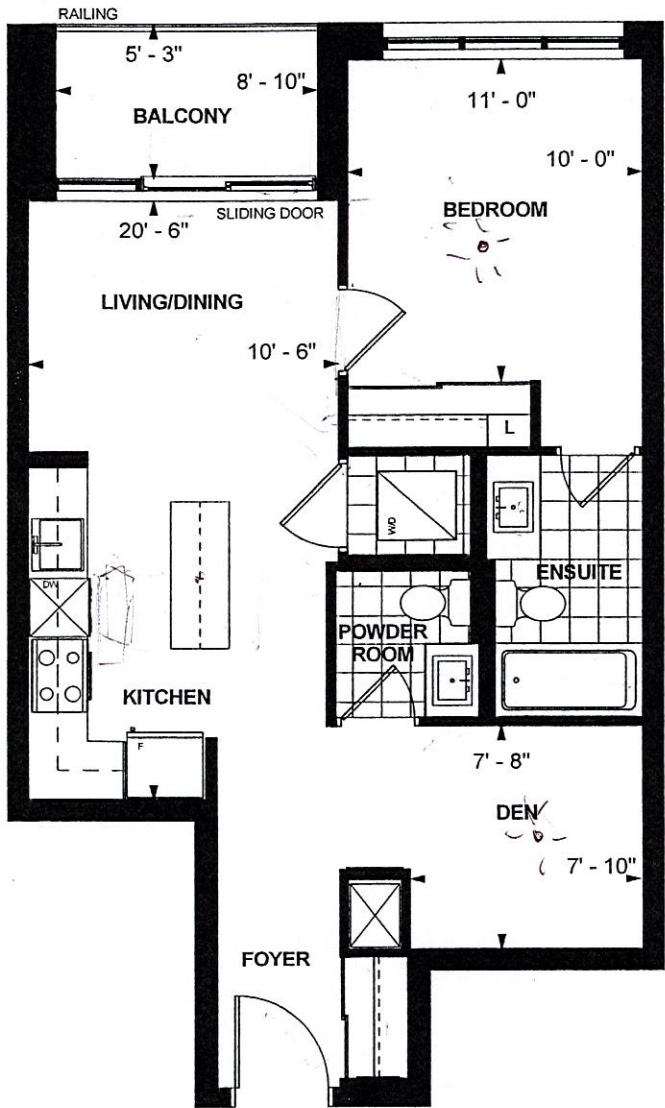 RAILING
5' - 3"
8' - 10"
BALCONY
11' - 0"
10' - 0"
BEDROOM
SLIDING DOOR
20' - 6"
LIVING/DINING
10' - 6"
L
W/D
DW
ENSUITE
POWDER
ROOM
KITCHEN
F
7' - 8"
DEN
7' - 10"
FOYER